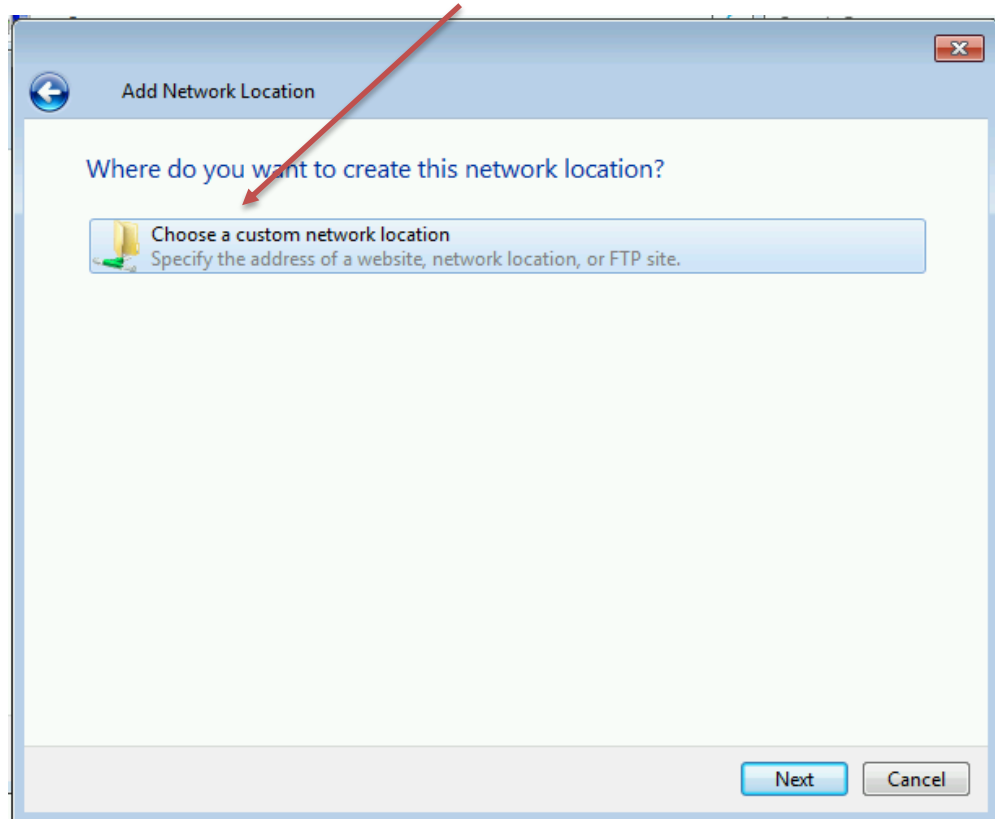 Add Network Location
Where do you want to create this network location?
Choose a custom network location
Specify the address of a website, network location, or FTP site.
Next Cancel